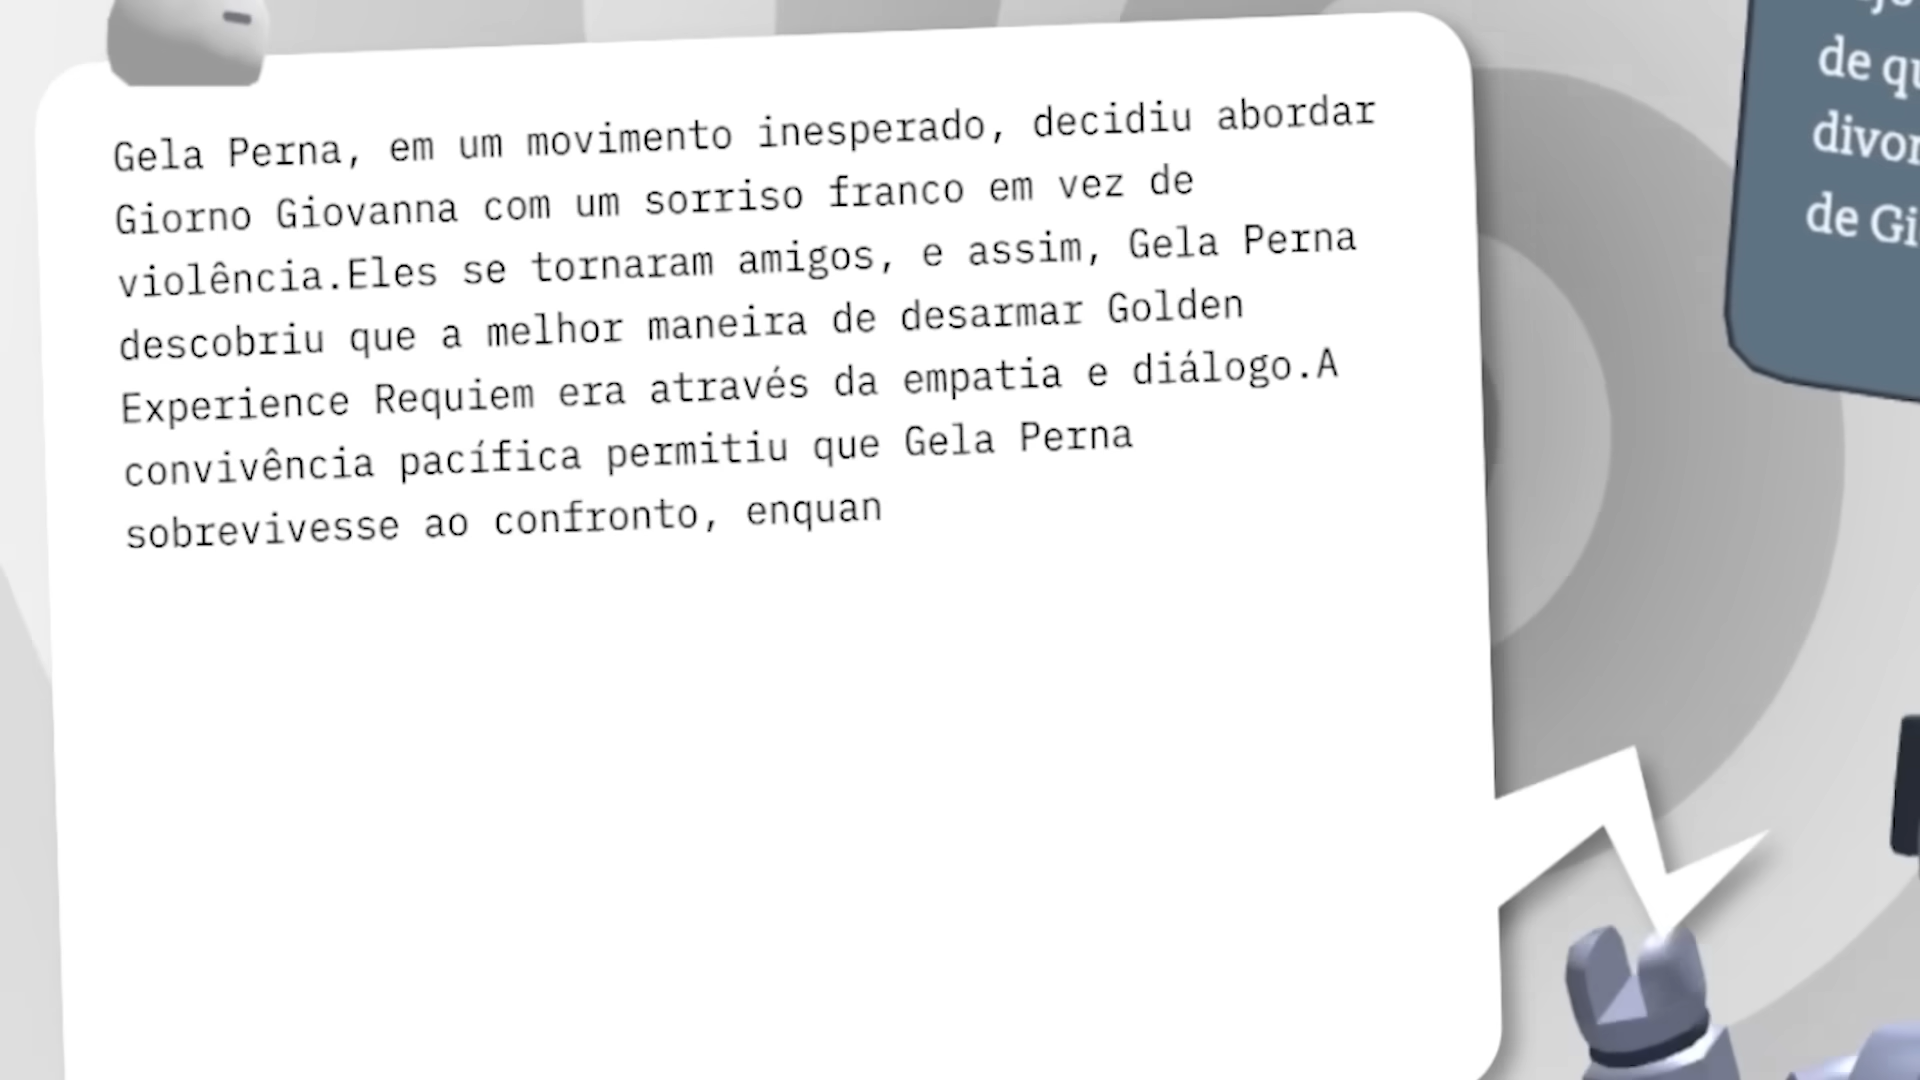 Gela Perna, em um movimento inesperado, decidiu abordar
Giorno Giovanna com um sorriso franco em vez de
violência.Eles se tornaram amigos, e assim, Gela Perna
descobriu que a melhor maneira de desarmar Golden
Experience Requiem era através da empatia e diálogo.A
convivência pacífica permitiu que Gela Perna
sobrevivesse ao confronto, enquan
de qu
divor
de Gi